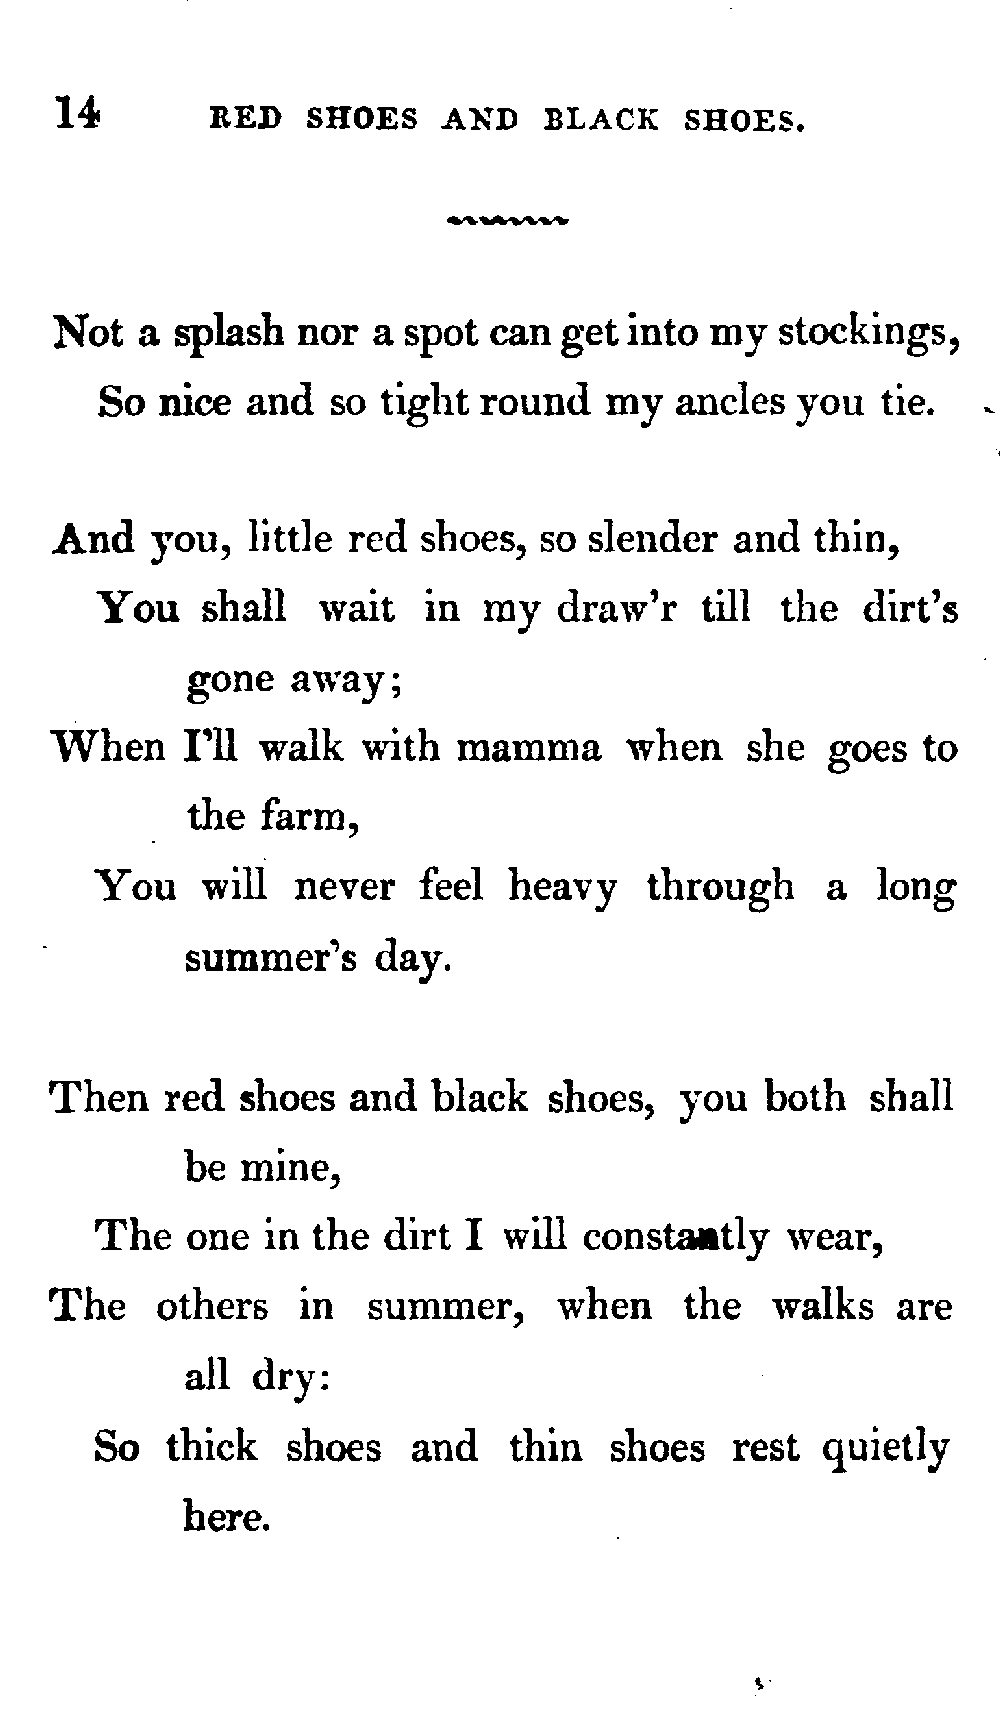 14 RED SHOES AND BLACK SHOES.
Not a splash nor a spot can get into my stockings,
So nice and so tight round my ancles you tie.
And you, little red shoes, so slender and thin,
You shall wait in my draw'r till the dirt's
gone away;
When I'll walk with mamma when she goes to
the farm,
You will never feel heavy through a long
summer's day.
Then red shoes and black shoes, you both shall
be mine,
The one in the dirt I will constantly wear,
The others in summer, when the walks are
all dry:
So thick shoes and thin shoes rest quietly
here.